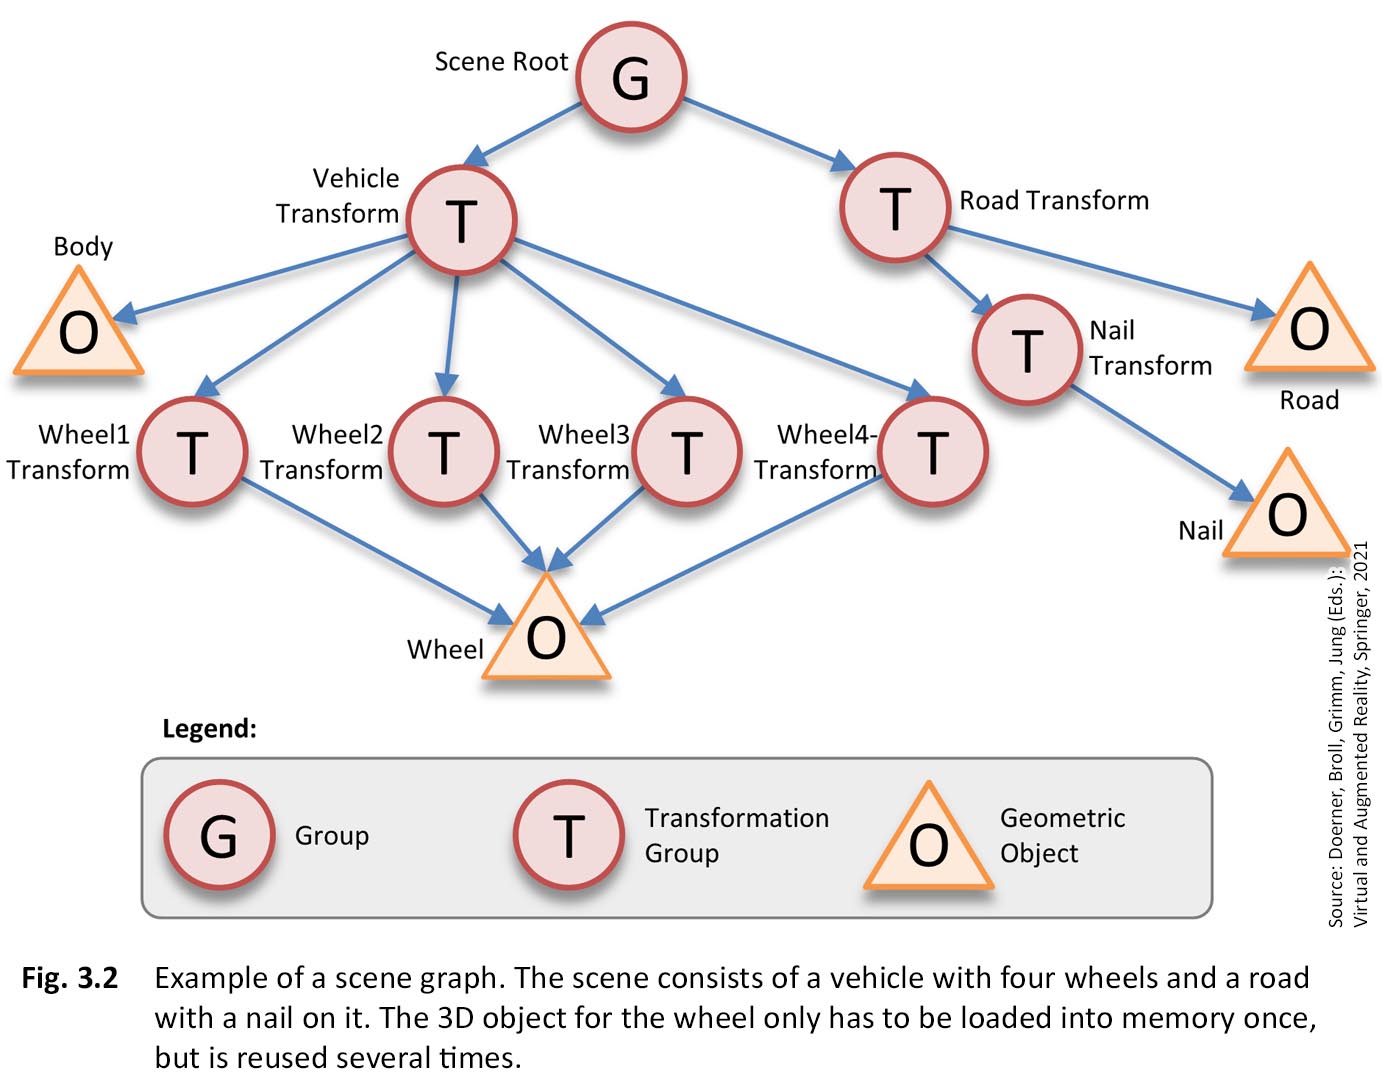 Scene Root
G
Vehicle
Transform
T
T
Road Transform
Body
O
T
Nail
Transform
O
Road
Wheel1
Transform
T
Wheel2
Transform
T
Wheel3
Transform
T
Wheel4-
Transform
T
Nail
O
Wheel
O
Source: Doerner, Broll, Grimm, Jung (Eds.):
Virtual and Augmented Reality, Springer, 2021
Legend:
G
Group
T
Transformation
Group
O
Geometric
Object
Fig. 3.2 Example of a scene graph. The scene consists of a vehicle with four wheels and a road
with a nail on it. The 3D object for the wheel only has to be loaded into memory once,
but is reused several times.